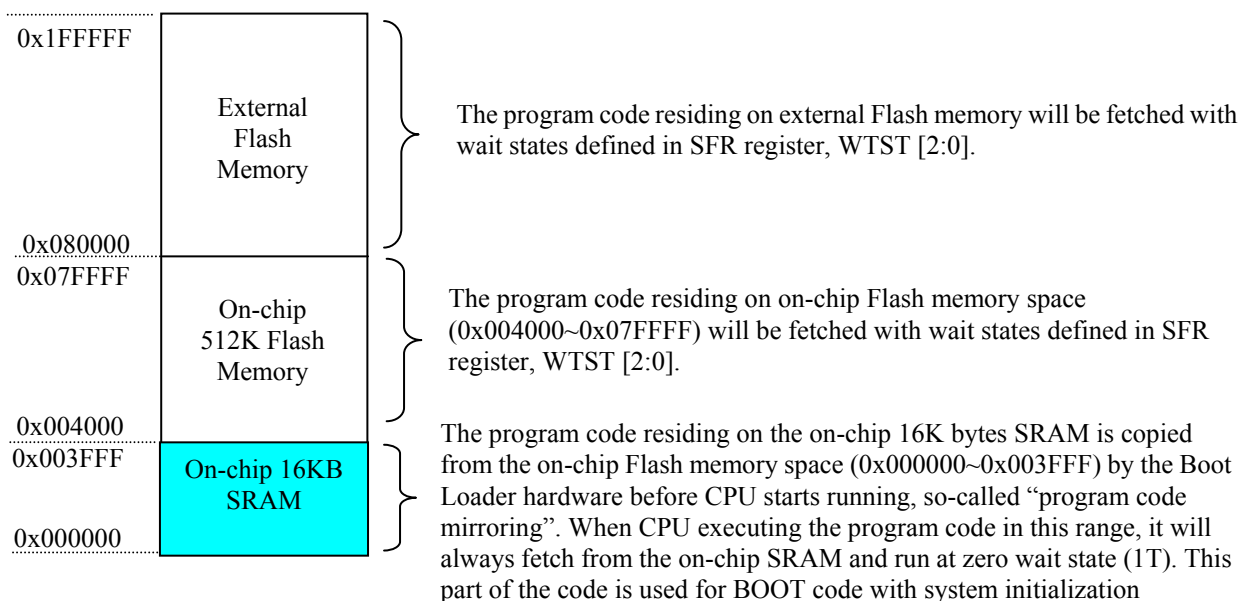 0x1FFFFF
External
Flash
Memory
The program code residing on external Flash memory will be fetched with
wait states defined in SFR register, WTST [2:0].
0x080000
0x07FFFF
On-chip
512K Flash
Memory
The program code residing on on-chip Flash memory space
(0x004000~0x07FFFF) will be fetched with wait states defined in SFR
register, WTST [2:0].
0x004000
0x003FFF
On-chip 16KB
SRAM
0x000000
The program code residing on the on-chip 16K bytes SRAM is copied
from the on-chip Flash memory space (0x000000~0x003FFF) by the Boot
Loader hardware before CPU starts running, so-called “program code
mirroring”. When CPU executing the program code in this range, it will
always fetch from the on-chip SRAM and run at zero wait state (1T). This
part of the code is used for BOOT code with system initialization